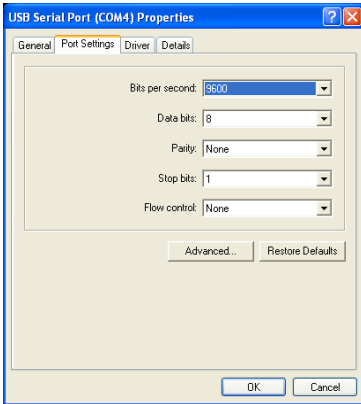 USB Serial Port (COM4) Properties
General Port Settings Driver Details
Bits per second: 9600
Data bits: 8
Parity: None
Stop bits: 1
Flow control: None
Advanced... Restore Defaults
OK Cancel